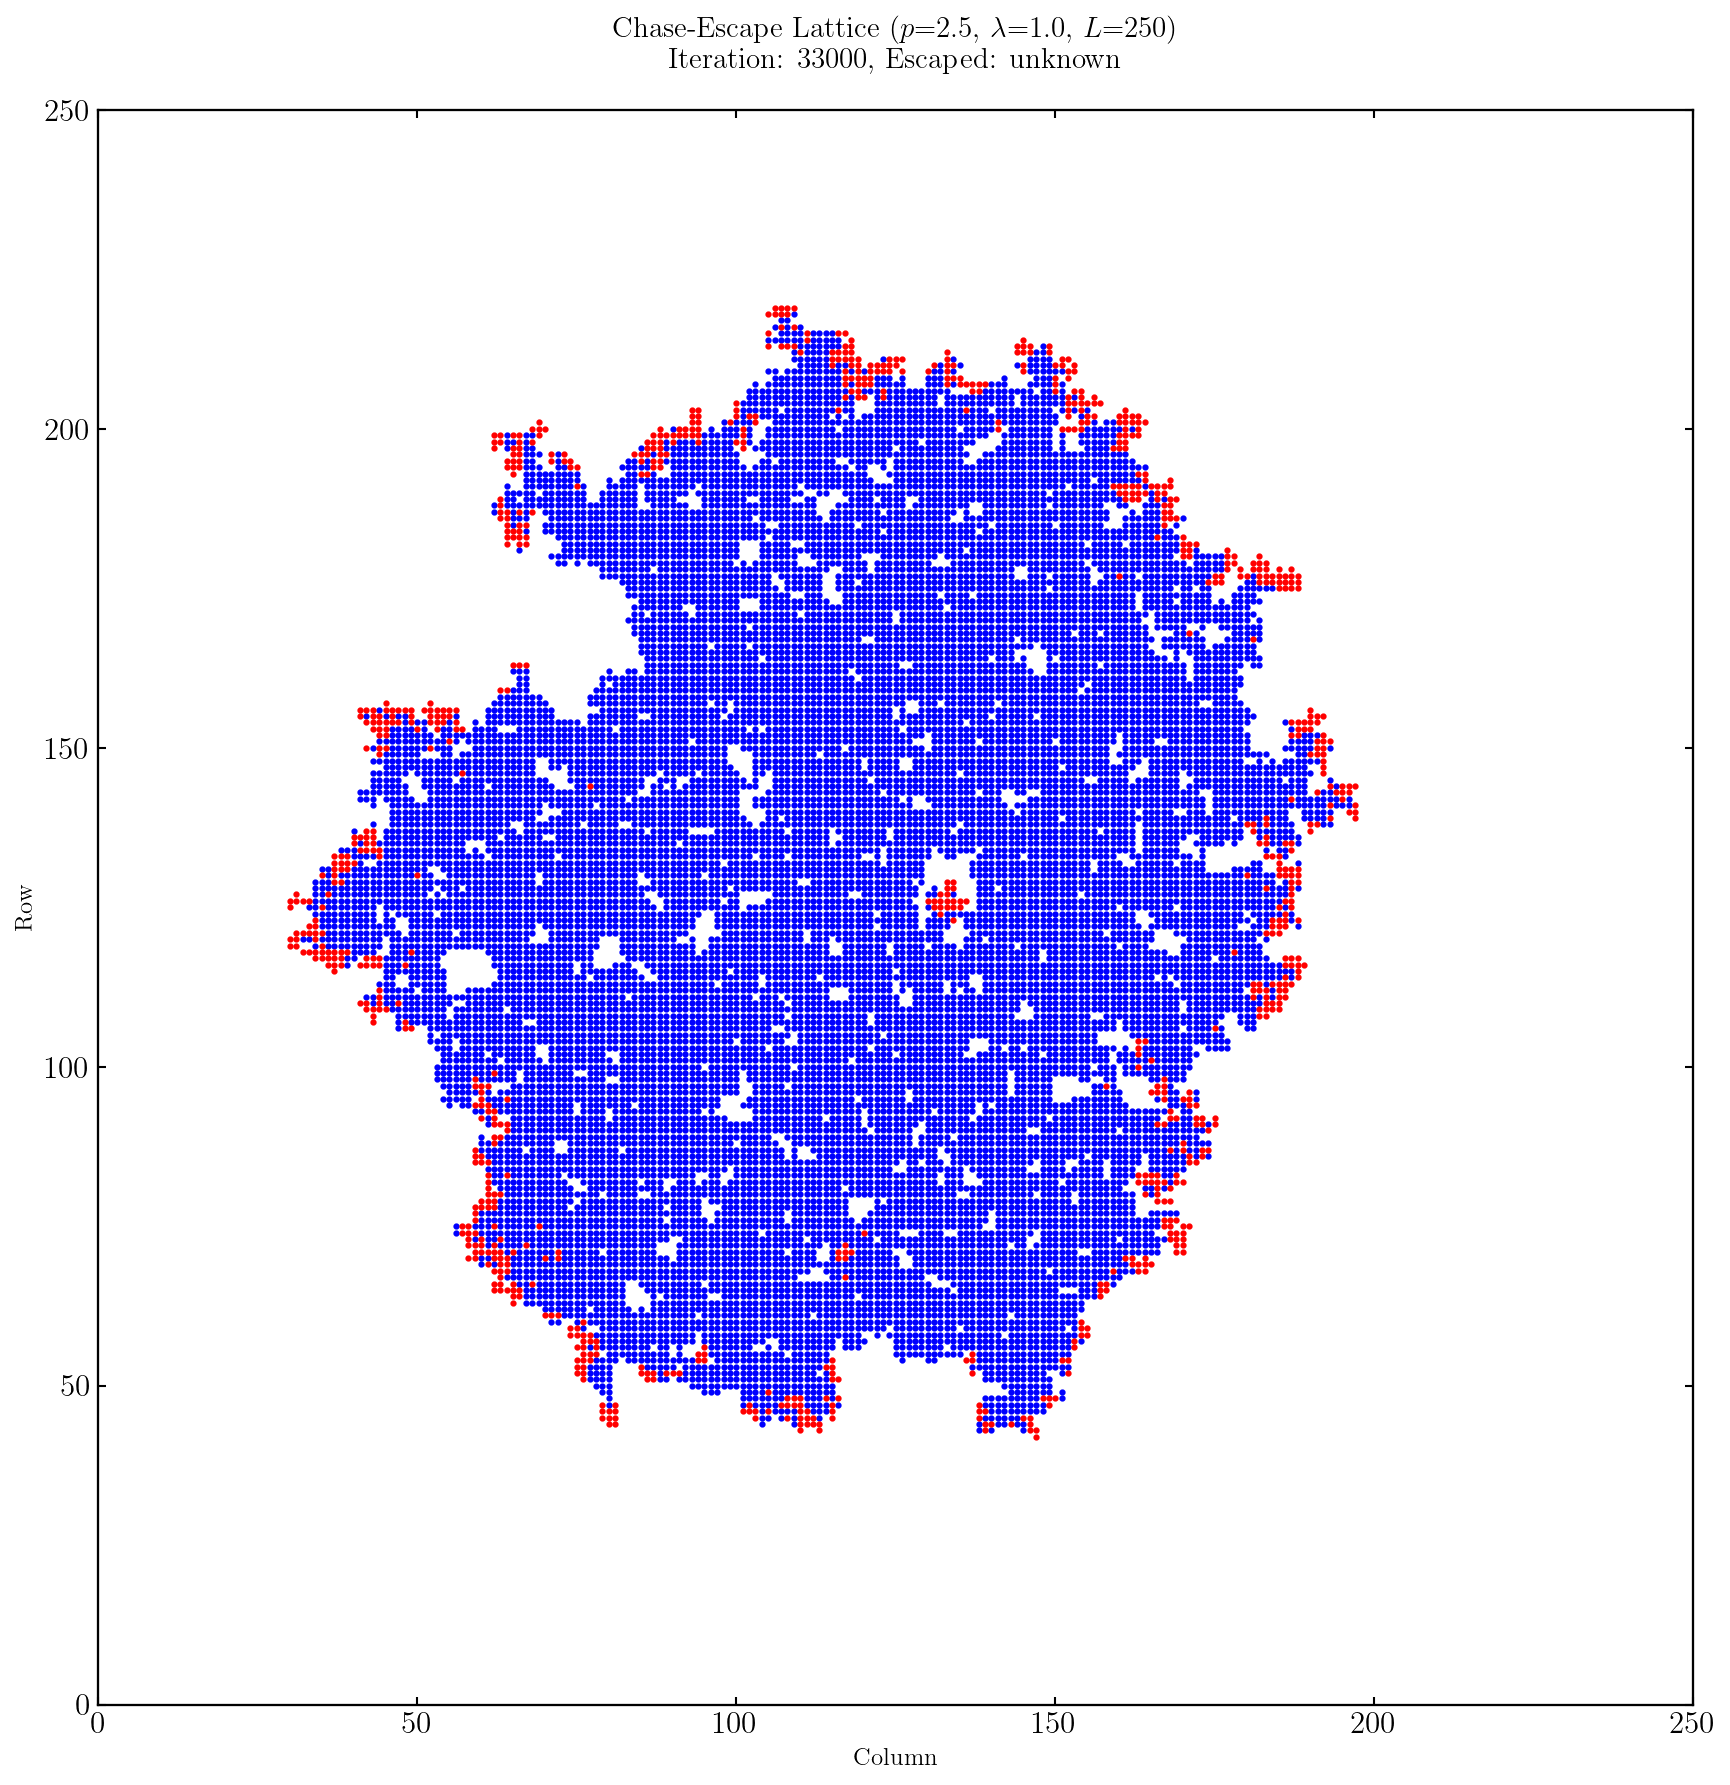 Chase-Escape Lattice (p=2.5, λ=1.0, L=250)
Iteration: 33000, Escaped: unknown
250
200
150
100
50
0
Row
0 50 100 150 200 250
Column